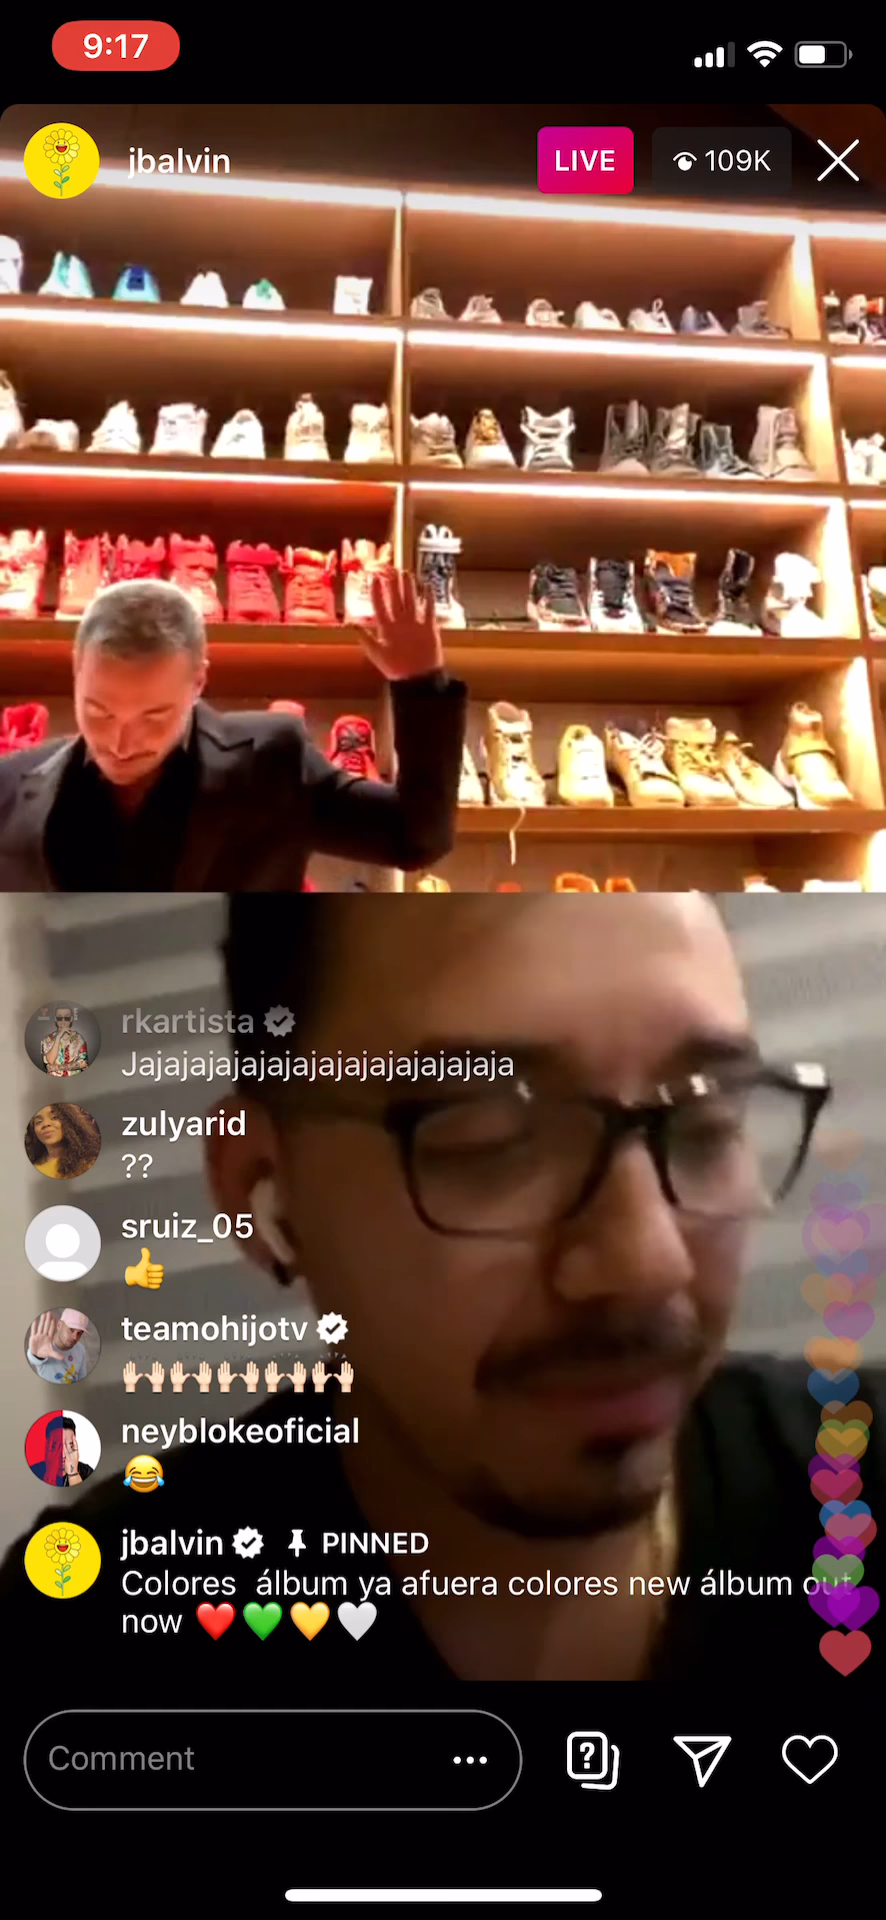 9:17
jbalvin
LIVE
109K
rkartista
Jajajajajajajajajajajajajajajaja
zulyarid
??
sruiz_05
👍
teamohijotv
🙌🏻🙌🏻🙌🏻🙌🏻🙌🏻
neyblokeoficial
😂
jbalvin PINNED
Colores álbum ya afuera colores new álbum out
now ❤️💚💛🤍
Comment